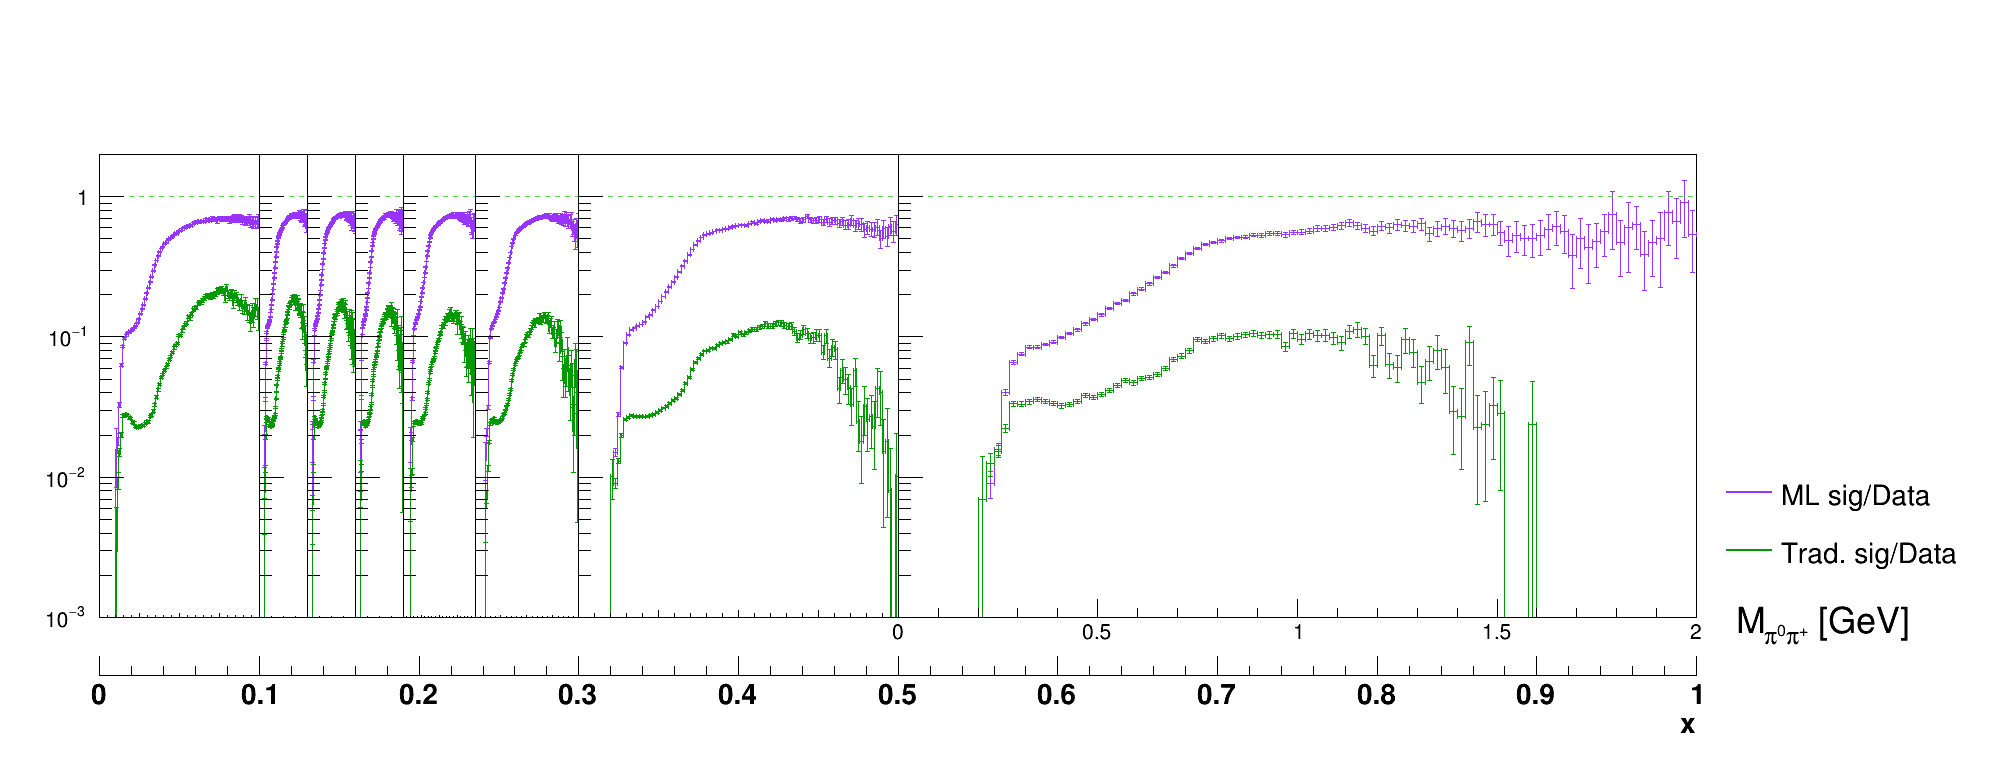 1
10⁻¹
10⁻²
10⁻³
ML sig/Data
Trad. sig/Data
0 0.5 1 1.5 2
M_π⁰π⁺ [GeV]
0 0.1 0.2 0.3 0.4 0.5 0.6 0.7 0.8 0.9 1
x